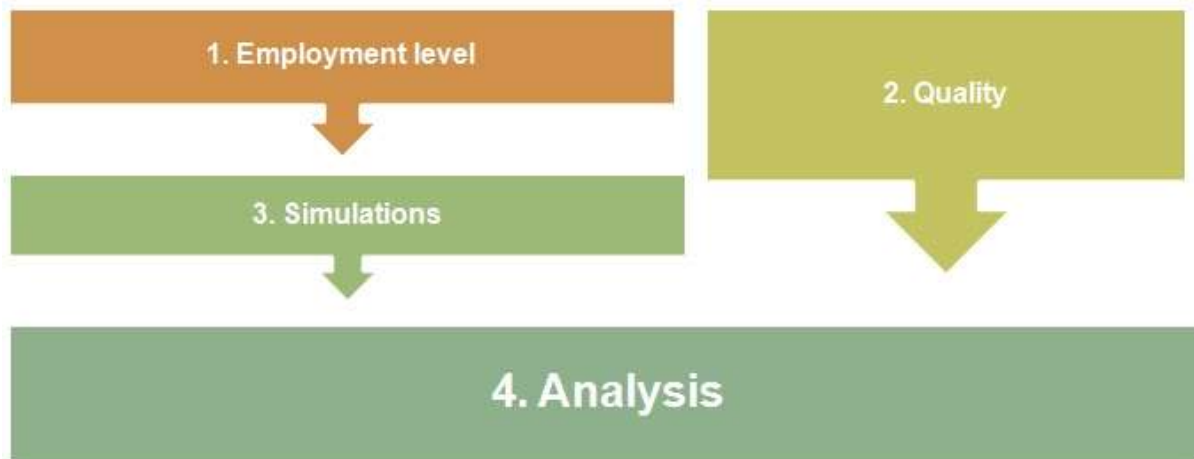 1. Employment level
2. Quality
3. Simulations
4. Analysis